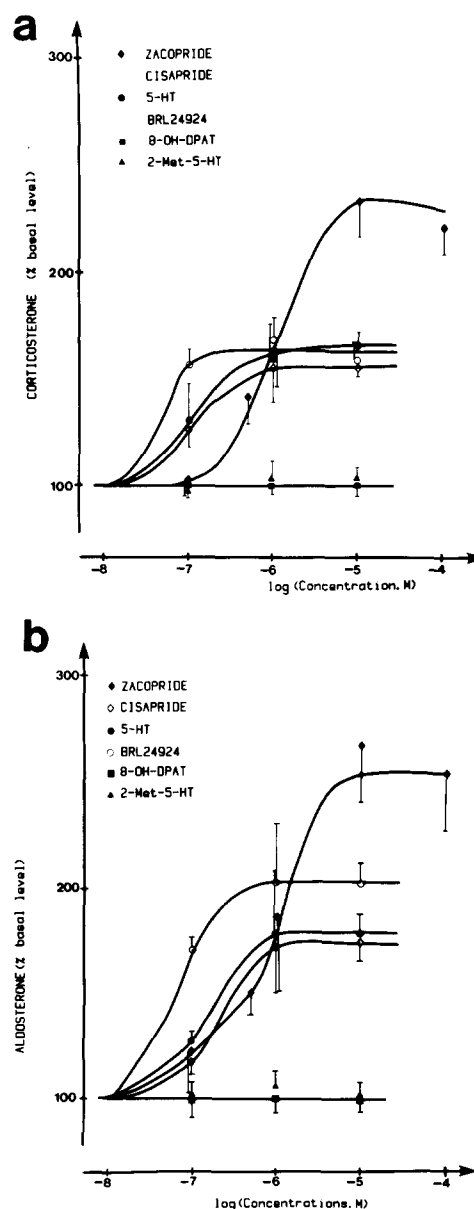 a
300
ZACOPRIDE
CISAPRIDE
5-HT
BRL24924
8-OH-DPAT
2-Met-5-HT
200
100
CORTICOSTERONE (% basal level)
-8 -7 -6 -5 -4
log(Concentration.M)
b
300
ZACOPRIDE
CISAPRIDE
5-HT
BRL24924
8-OH-DPAT
2-Met-5-HT
200
100
ALDOSTERONE (% basal level)
-8 -7 -6 -5 -4
log(Concentrations.M)